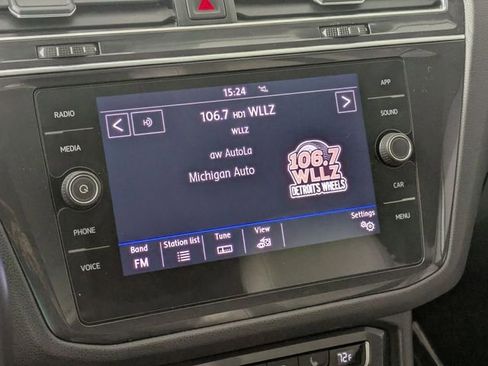 15:24
RADIO
MEDIA
PHONE
VOICE
106.7 HD1 WLLZ
WLLZ
aw AutoLa
Michigan Auto
106.7
WLLZ
DETROIT'S WHEELS
Settings
Band
FM
Station list
Tune
View
APP
SOUND
CAR
MENU
72°F